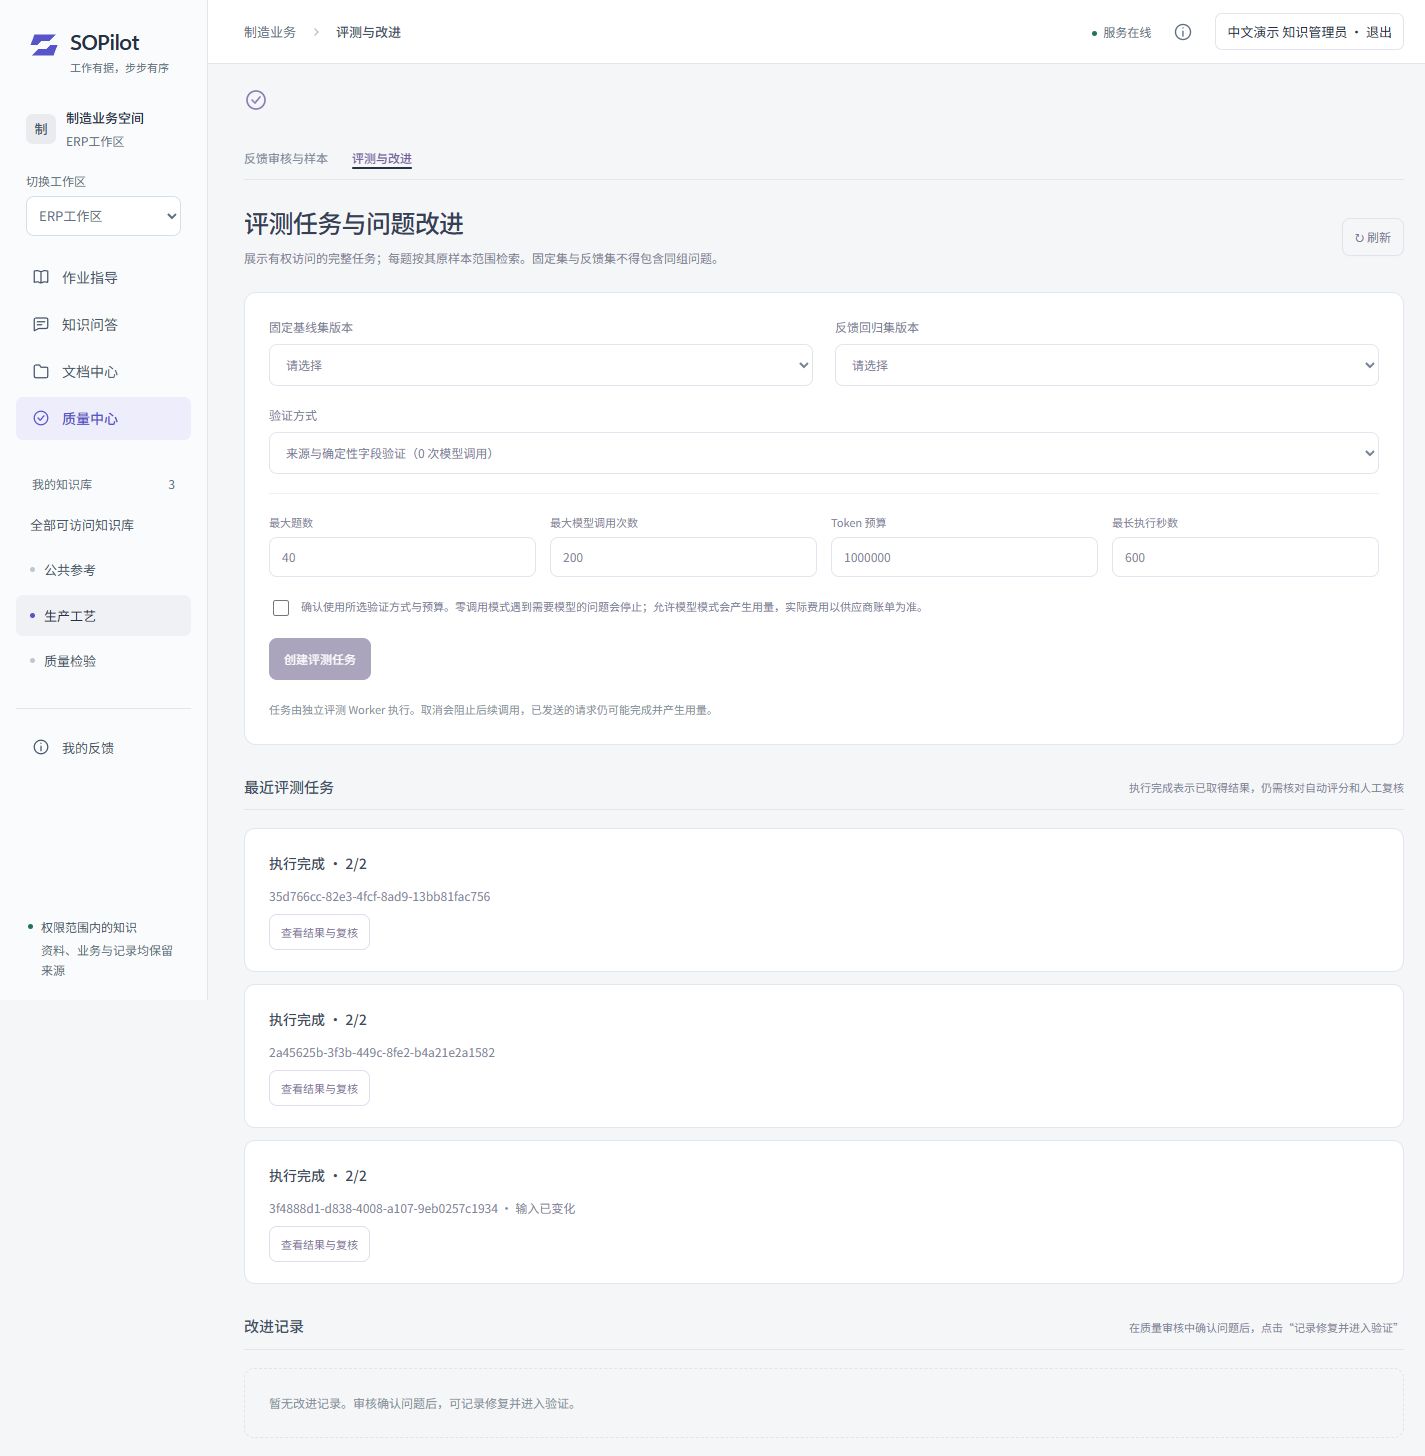 SOPilot
工作有据，步步有序
制
制造业务空间
ERP工作区
切换工作区
ERP工作区
作业指导
知识问答
文档中心
质量中心
我的知识库 3
全部可访问知识库
公共参考
生产工艺
质量检验
我的反馈
权限范围内的知识
资料、业务与记录均保留
来源
制造业务 › 评测与改进
服务在线
中文演示 知识管理员 · 退出
反馈审核与样本 评测与改进
评测任务与问题改进
↻ 刷新
展示有权访问的完整任务；每题按其原样本范围检索。固定集与反馈集不得包含同组问题。
固定基线集版本 反馈回归集版本
请选择 请选择
验证方式
来源与确定性字段验证（0 次模型调用）
最大题数 最大模型调用次数 Token 预算 最长执行秒数
40 200 1000000 600
确认使用所选验证方式与预算。零调用模式遇到需要模型的问题会停止；允许模型模式会产生用量，实际费用以供应商账单为准。
创建评测任务
任务由独立评测 Worker 执行。取消会阻止后续调用，已发送的请求仍可能完成并产生用量。
最近评测任务 执行完成表示已取得结果，仍需核对自动评分和人工复核
执行完成 · 2/2
35d766cc-82e3-4fcf-8ad9-13bb81fac756
查看结果与复核
执行完成 · 2/2
2a45625b-3f3b-449c-8fe2-b4a21e2a1582
查看结果与复核
执行完成 · 2/2
3f4888d1-d838-4008-a107-9eb0257c1934 · 输入已变化
查看结果与复核
改进记录 在质量审核中确认问题后，点击“记录修复并进入验证”
暂无改进记录。审核确认问题后，可记录修复并进入验证。